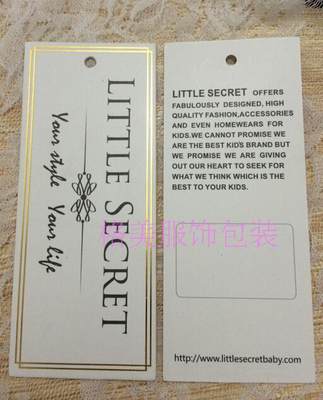 LITTLE SECRET
Your style Your life
LITTLE SECRET OFFERS
FABULOUSLY DESIGNED, HIGH
QUALITY FASHION,ACCESSORIES
AND EVEN HOMEWEARS FOR
KIDS.WE CANNOT PROMISE WE
ARE THE BEST KIDS BRAND BUT
WE PROMISE WE ARE GIVING
OUT OUR HEART TO SEEK FOR
WHAT WE THINK WHICH IS THE
BEST TO YOUR KIDS.
http://www.littlesecretbaby.com
格美服饰包装